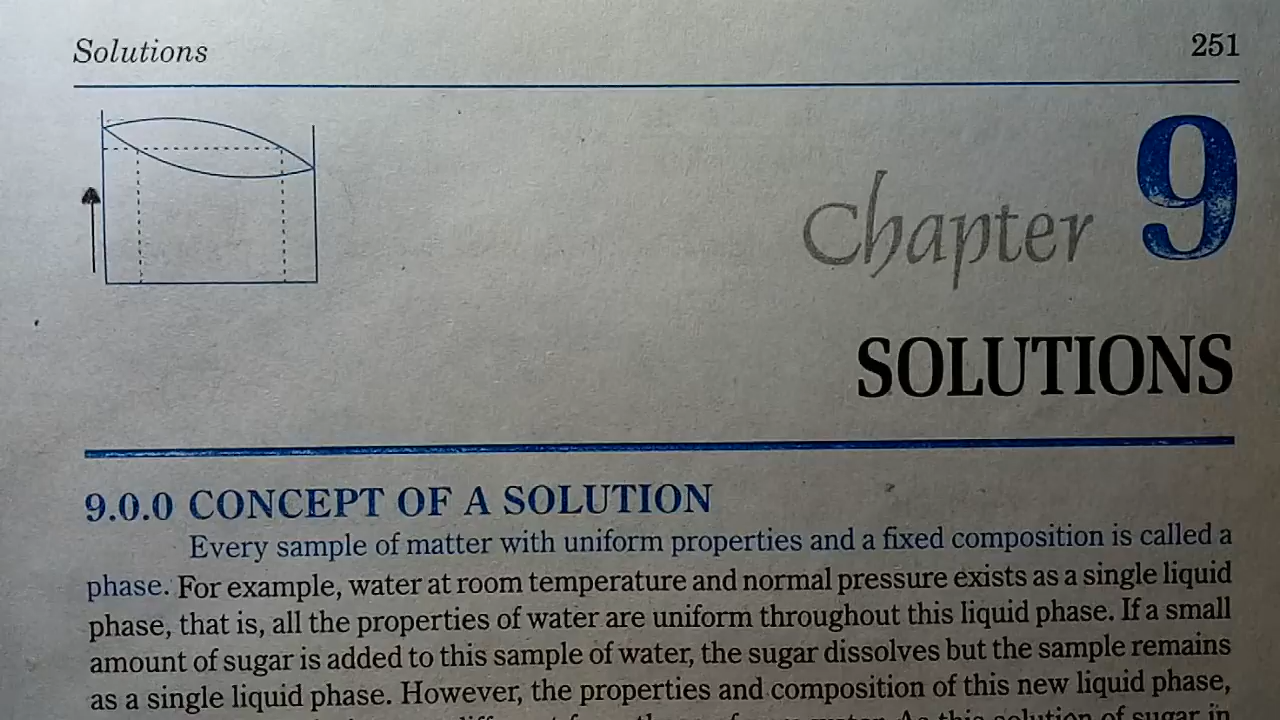 Solutions 251
Chapter 9
SOLUTIONS
9.0.0 CONCEPT OF A SOLUTION
Every sample of matter with uniform properties and a fixed composition is called a
phase. For example, water at room temperature and normal pressure exists as a single liquid
phase, that is, all the properties of water are uniform throughout this liquid phase. If a small
amount of sugar is added to this sample of water, the sugar dissolves but the sample remains
as a single liquid phase. However, the properties and composition of this new liquid phase,
solution of sugar in